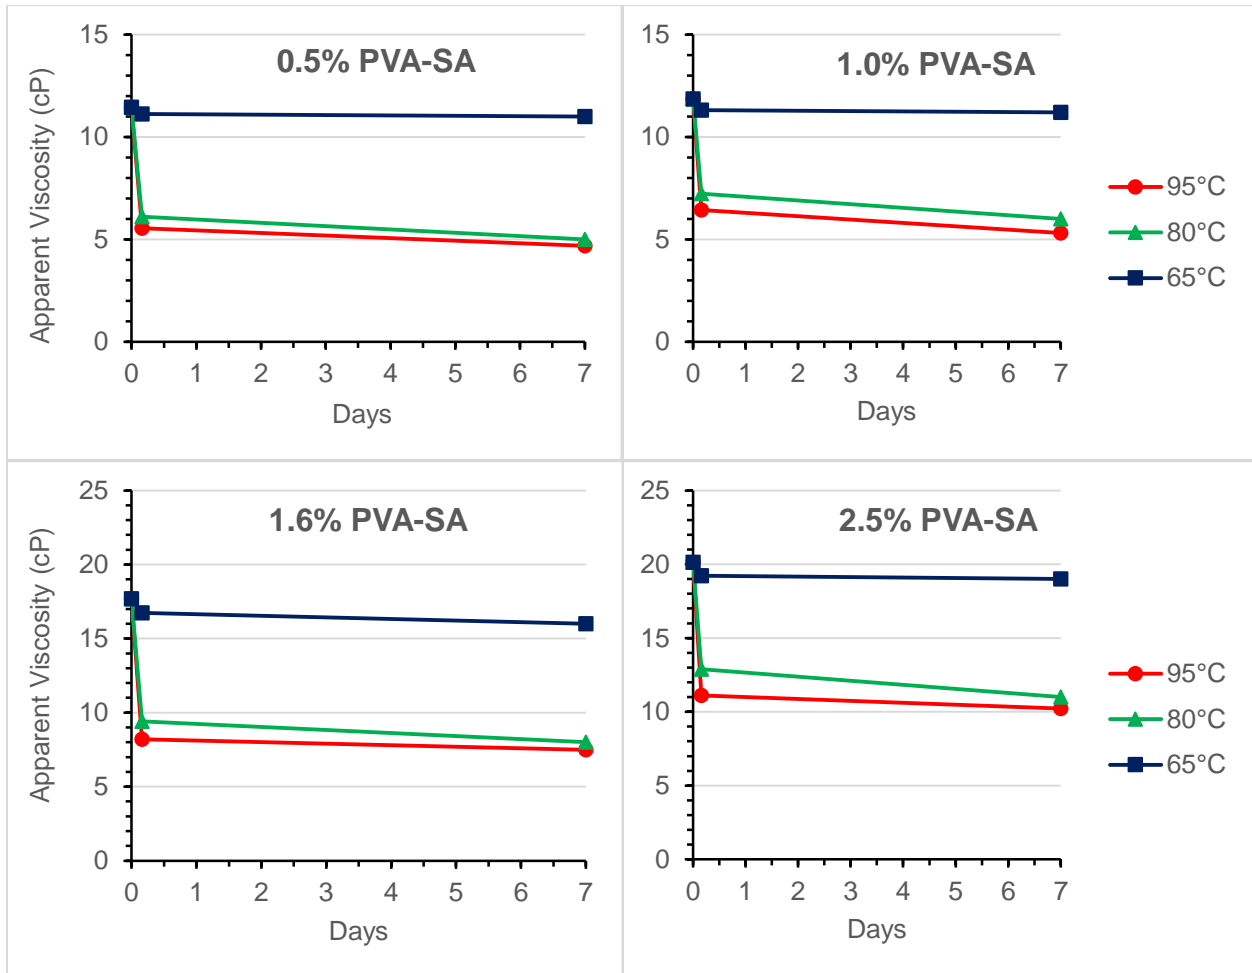 0.5% PVA-SA
Apparent Viscosity (cP)
15
10
5
0
0 1 2 3 4 5 6 7
Days
1.0% PVA-SA
15
10
5
0
0 1 2 3 4 5 6 7
Days
95°C
80°C
65°C
1.6% PVA-SA
Apparent Viscosity (cP)
25
20
15
10
5
0
0 1 2 3 4 5 6 7
Days
2.5% PVA-SA
25
20
15
10
5
0
0 1 2 3 4 5 6 7
Days
95°C
80°C
65°C